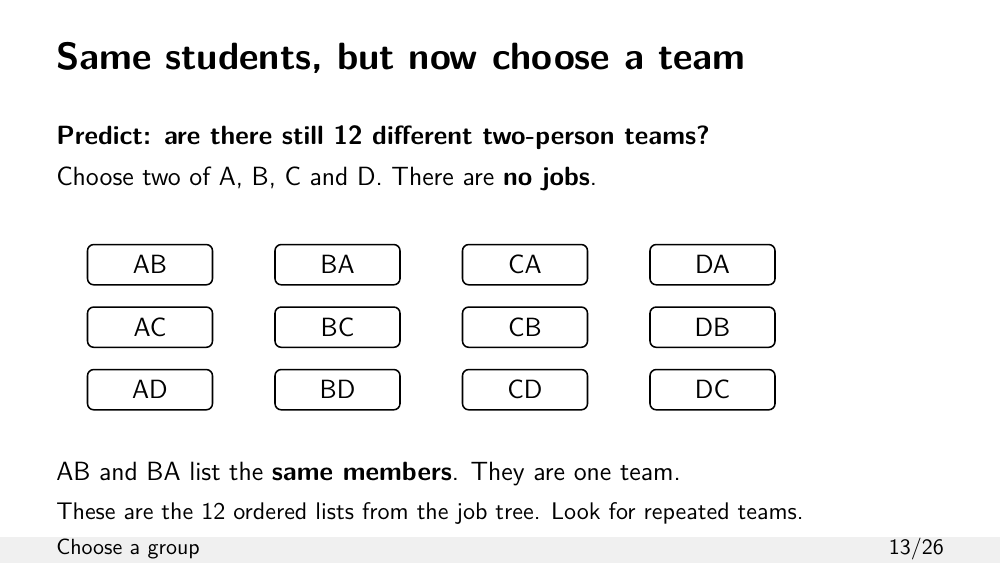 Same students, but now choose a team
Predict: are there still 12 different two-person teams?
Choose two of A, B, C and D. There are no jobs.
AB BA CA DA
AC BC CB DB
AD BD CD DC
AB and BA list the same members. They are one team.
These are the 12 ordered lists from the job tree. Look for repeated teams.
Choose a group 13/26